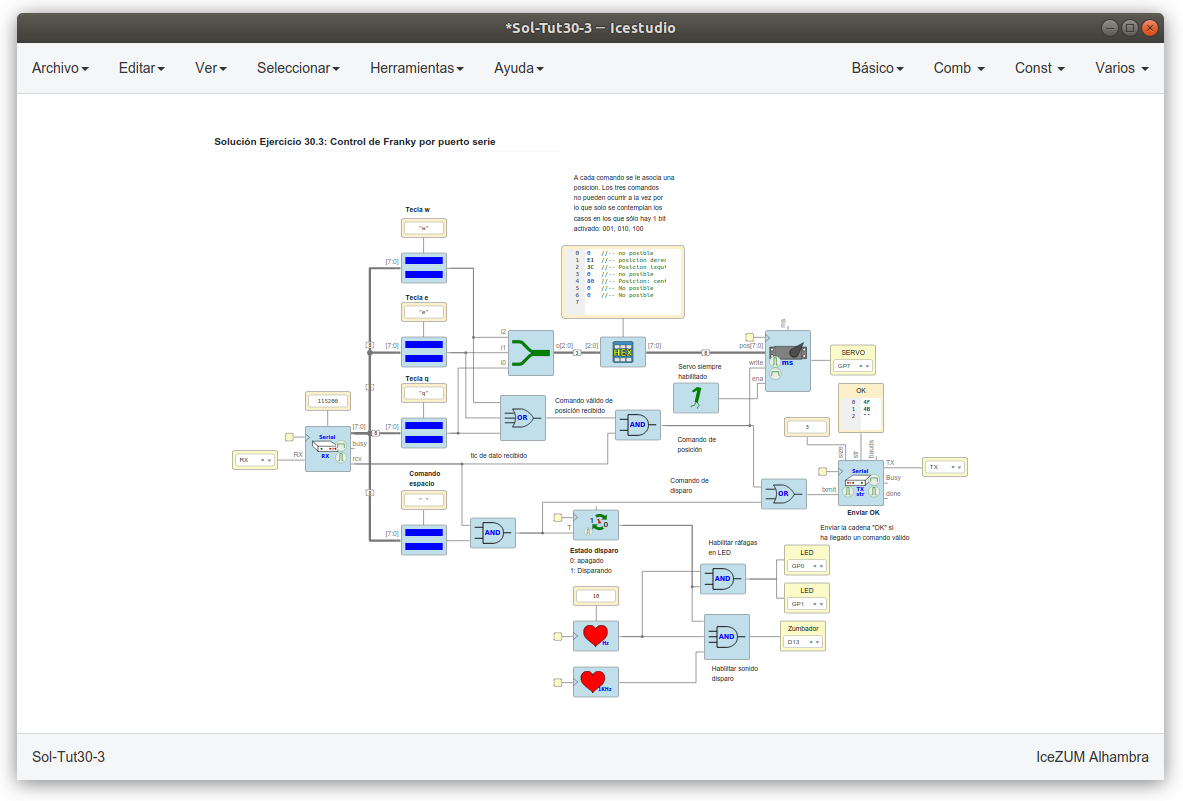 *Sol-Tut30-3 – Icestudio
Archivo Editar Ver Seleccionar Herramientas Ayuda Básico Comb Const Varios
Solución Ejercicio 30.3: Control de Franky por puerto serie
A cada comando se le asocia una
posicion. Los tres comandos
no pueden ocurrir a la vez por
lo que solo se contemplan los
casos en los que sólo hay 1 bit
activado: 001, 010, 100
Tecla w
"w"
[7:0]
Tecla e
"e"
[7:0]
Tecla q
"q"
[7:0]
0 0 //-- no posible
1 E1 //-- posición derec
2 3C //-- Posicion izqui
3 0 //-- no posible
4 80 //-- Posicion: cent
5 0 //-- No posible
6 0 //-- No posible
7
i2
i1
i0
o[2:0]
3
[2:0]
HEX
[7:0]
8
ms
pos[7:0]
write
ena
ms
SERVO
GP7
Servo siempre
habilitado
1
OK
0 4F
1 4B
2
115200
Serial
RX
RX
[7:0]
busy
rcv
8
OR
Comando válido de
posición recibido
AND
tic de dato recibido
Comando de
posición
3
size
str
bauds
Serial
TX
str
txmit
TX
Busy
done
TX
Enviar OK
Enviar la cadena "OK" si
ha llegado un comando válido
Comando
espacio
" "
[7:0]
AND
Comando de
disparo
OR
T
1 0
Estado disparo
0: apagado
1: Disparando
Habilitar ráfagas
en LED
AND
LED
GP0
LED
GP1
10
Hz
AND
Zumbador
D13
Habilitar sonido
disparo
1KHz
Sol-Tut30-3 IceZUM Alhambra